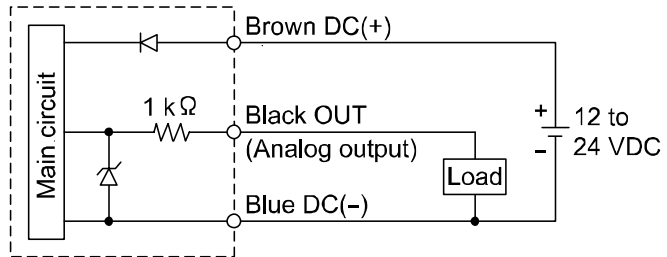 Brown DC(+)
Main circuit
1 kΩ
Black OUT
(Analog output)
Load
+
−
12 to
24 VDC
Blue DC(−)